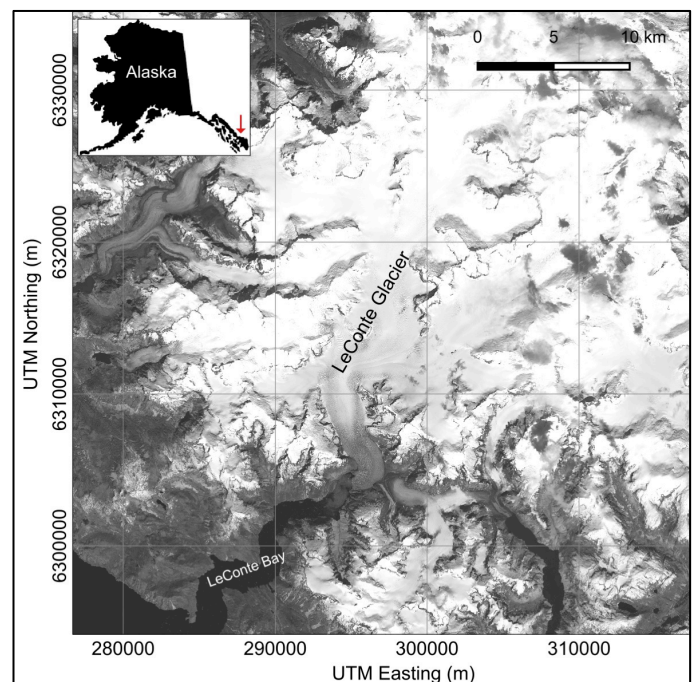 Alaska
0 5 10 km
6330000
6320000
6310000
6300000
UTM Northing (m)
LeConte Glacier
LeConte Bay
280000 290000 300000 310000
UTM Easting (m)